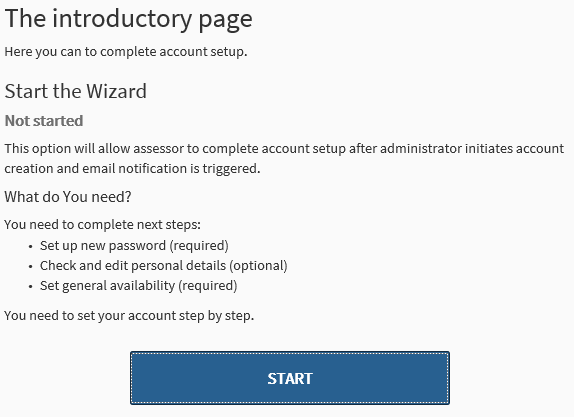 The introductory page
Here you can to complete account setup.
Start the Wizard
Not started
This option will allow assessor to complete account setup after administrator initiates account
creation and email notification is triggered.
What do You need?
You need to complete next steps:
• Set up new password (required)
• Check and edit personal details (optional)
• Set general availability (required)
You need to set your account step by step.
START